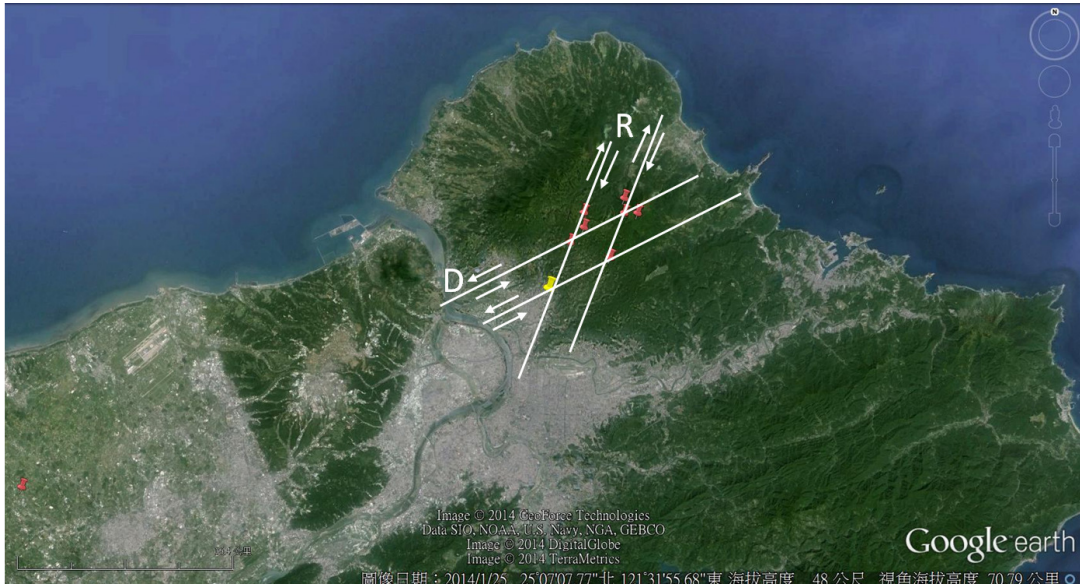 N
R
D
Image © 2014 GeoForce Technologies
Data SIO, NOAA, U.S. Navy, NGA, GEBCO
Image © 2014 DigitalGlobe
Image © 2014 TerraMetrics
Google earth
圖像日期：2014/1/25 25°07'07.77"北 121°31'55.68"東 海拔高度 48 公尺 視角海拔高度 70.79 公里